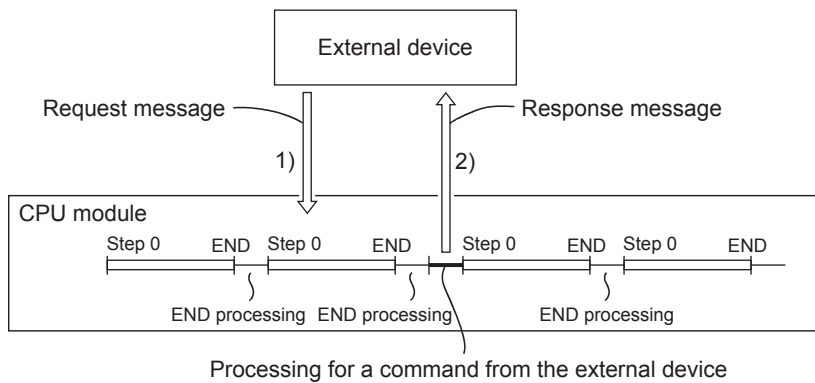 External device
Request message
Response message
1)
2)
CPU module
Step 0 END Step 0 END Step 0 END Step 0 END
END processing END processing END processing
Processing for a command from the external device